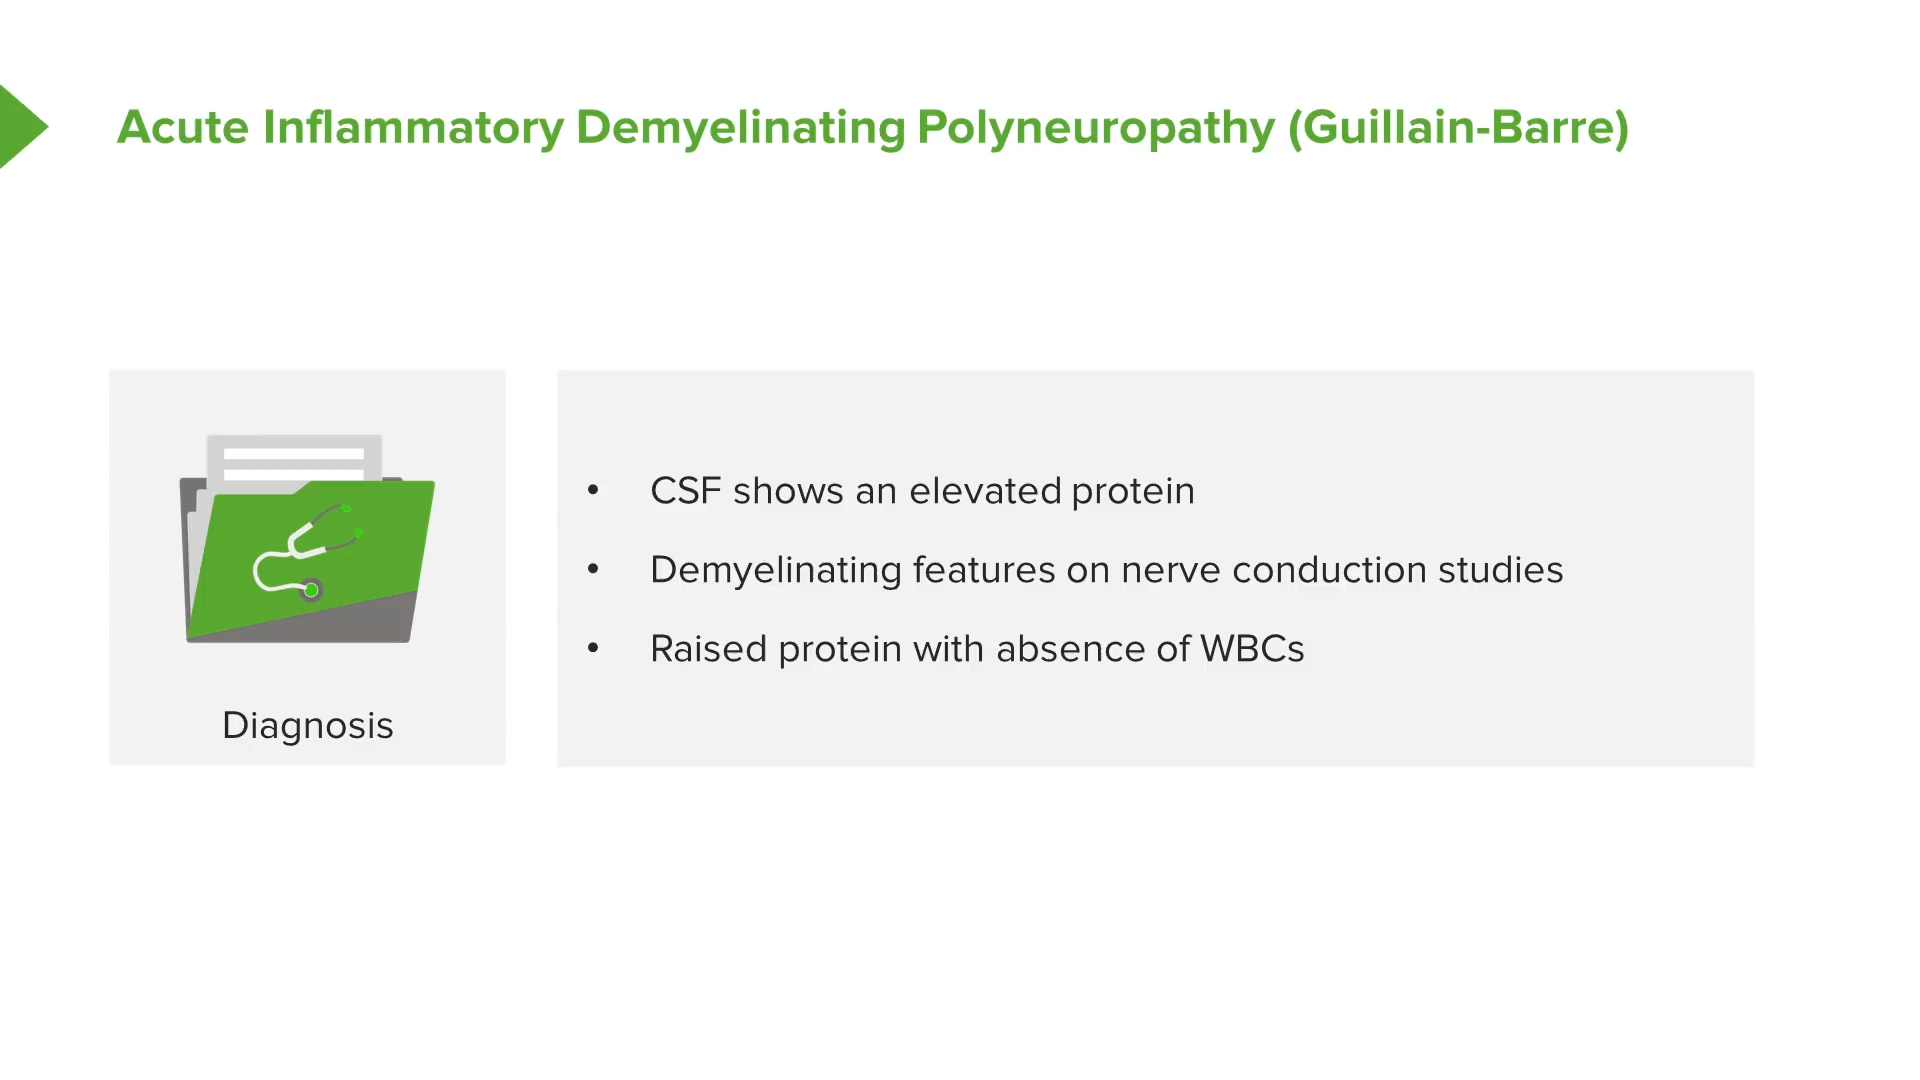 Acute Inflammatory Demyelinating Polyneuropathy (Guillain-Barre)
Diagnosis
• CSF shows an elevated protein
• Demyelinating features on nerve conduction studies
• Raised protein with absence of WBCs